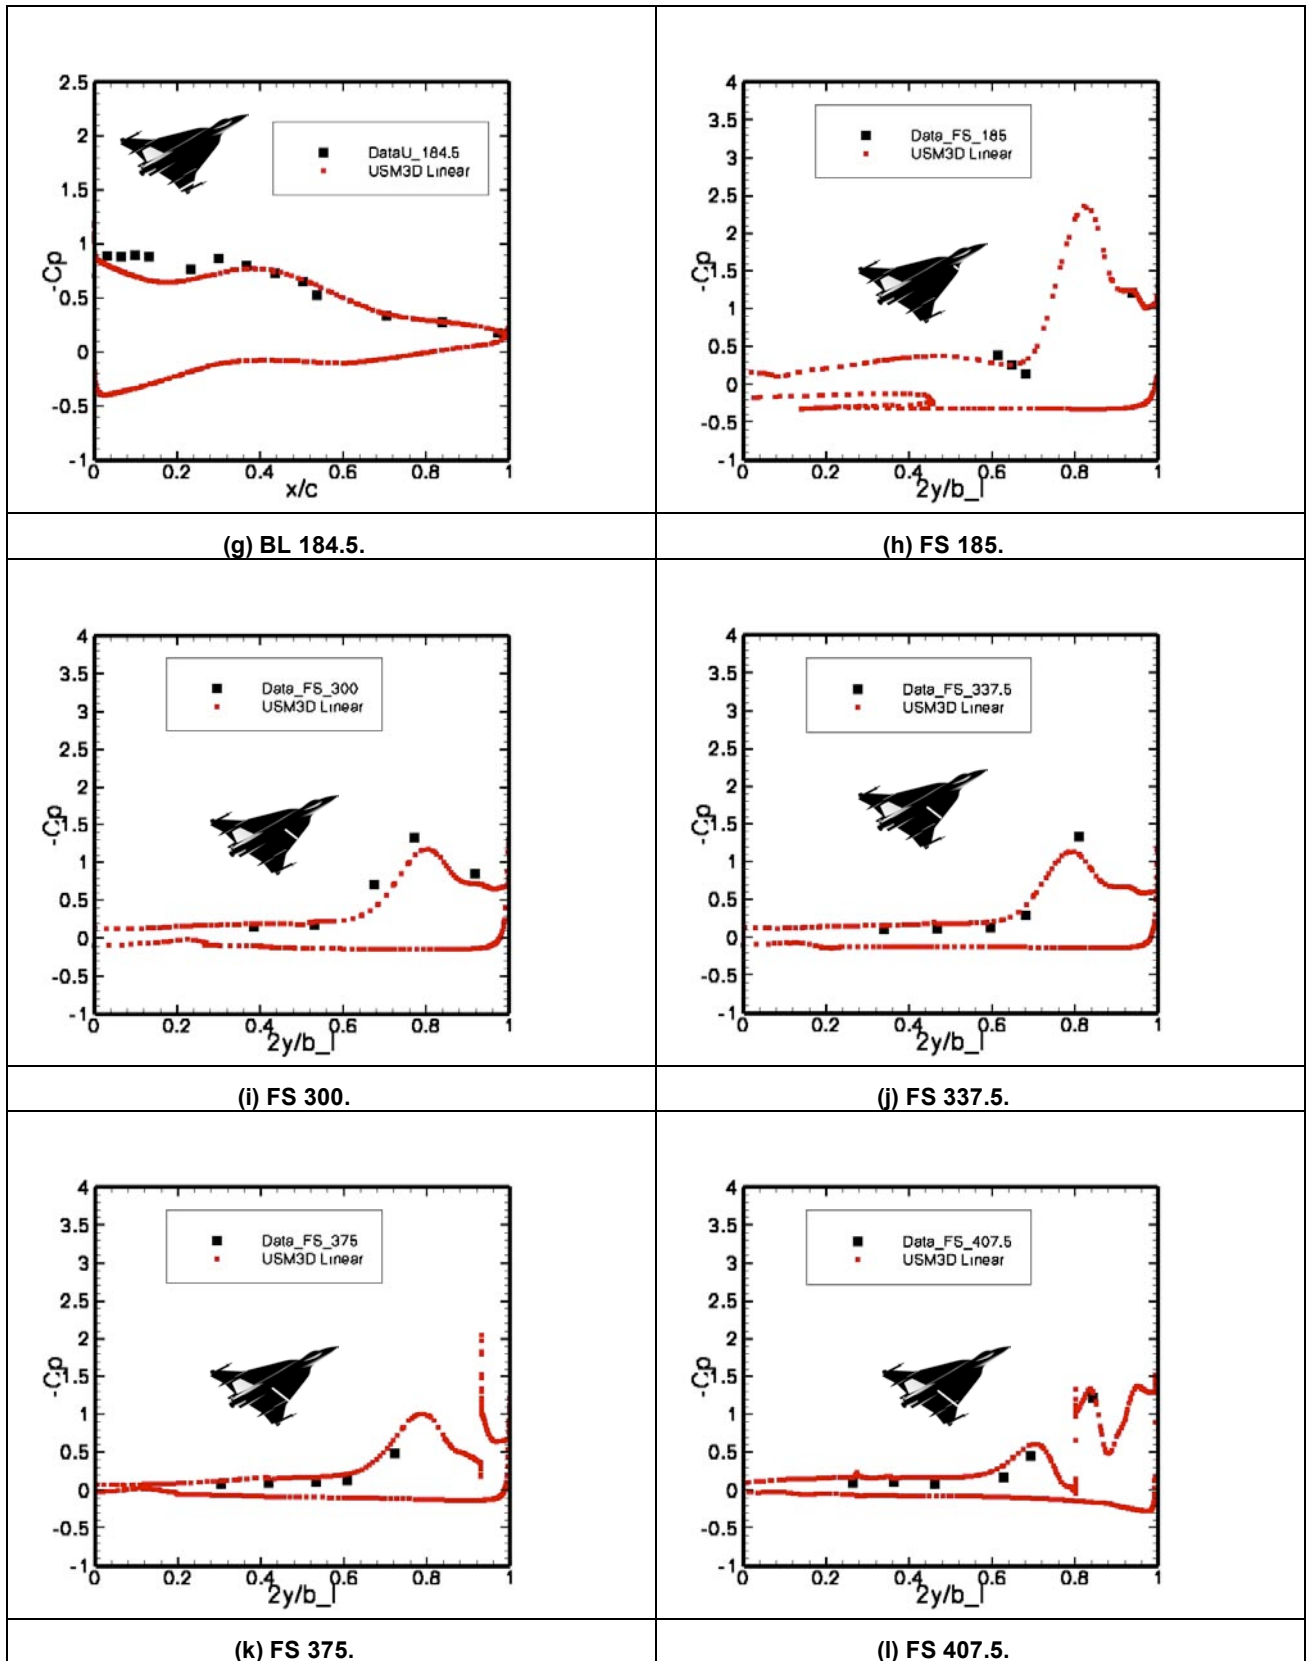 2.5
2
1.5
1
0.5
0
-0.5
-1
-Cp
DataU_184.5
USM3D Linear
0 0.2 0.4 0.6 0.8 1
x/c
(g) BL 184.5.
4
3.5
3
2.5
2
1.5
1
0.5
0
-0.5
-1
-Cp
Data_FS_185
USM3D Linear
0 0.2 0.4 0.6 0.8 1
2y/b_l
(h) FS 185.
4
3.5
3
2.5
2
1.5
1
0.5
0
-0.5
-1
-Cp
Data_FS_300
USM3D Linear
0 0.2 0.4 0.6 0.8 1
2y/b_l
(i) FS 300.
4
3.5
3
2.5
2
1.5
1
0.5
0
-0.5
-1
-Cp
Data_FS_337.5
USM3D Linear
0 0.2 0.4 0.6 0.8 1
2y/b_l
(j) FS 337.5.
4
3.5
3
2.5
2
1.5
1
0.5
0
-0.5
-1
-Cp
Data_FS_375
USM3D Linear
0 0.2 0.4 0.6 0.8 1
2y/b_l
(k) FS 375.
4
3.5
3
2.5
2
1.5
1
0.5
0
-0.5
-1
-Cp
Data_FS_407.5
USM3D Linear
0 0.2 0.4 0.6 0.8 1
2y/b_l
(l) FS 407.5.